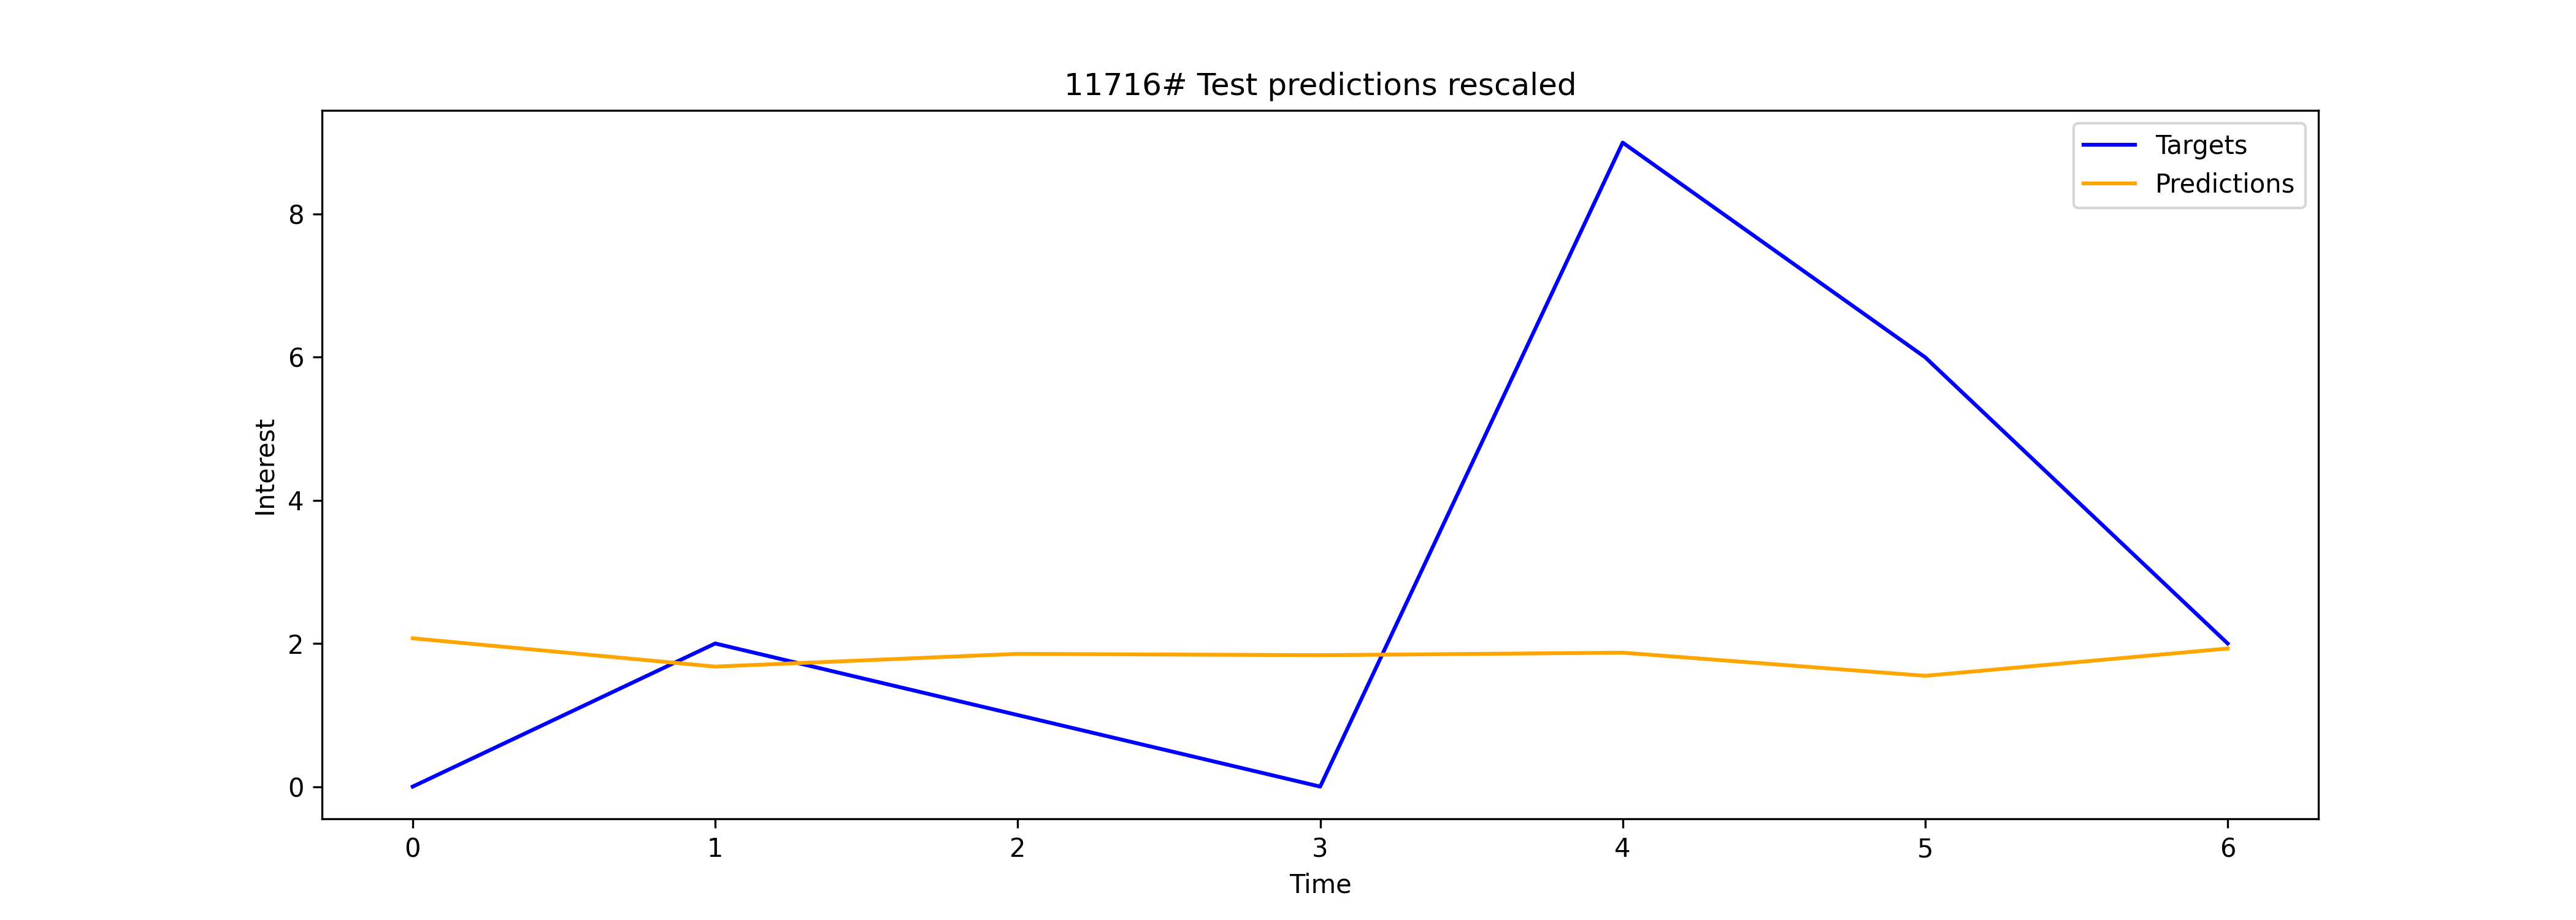 11716# Test predictions rescaled
Targets
Predictions
8
6
4
2
0
Interest
0 1 2 3 4 5 6
Time